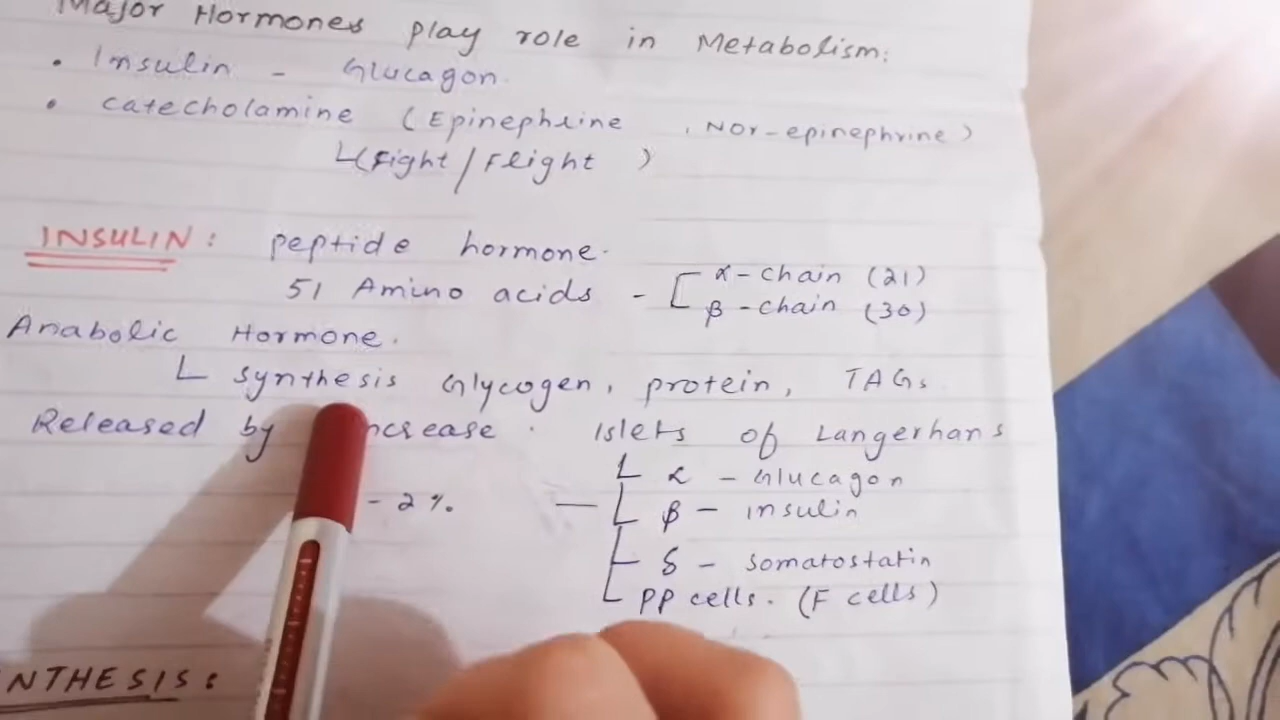 Major Hormones play role in Metabolism:
• Insulin - Glucagon.
• catecholamine (Epinephrine , Nor-epinephrine)
└(Fight/Flight )
INSULIN: peptide hormone.
51 Amino acids - [ α-chain (21)
β-chain (30)
Anabolic Hormone.
└ synthesis Glycogen, protein, TAGs
Released by ncrease . Islets of Langerhans
└ α - Glucagon
- 2%. — └ β - insulin
├ δ - somatostatin
└ PP cells. (F cells)
NTHESIS: